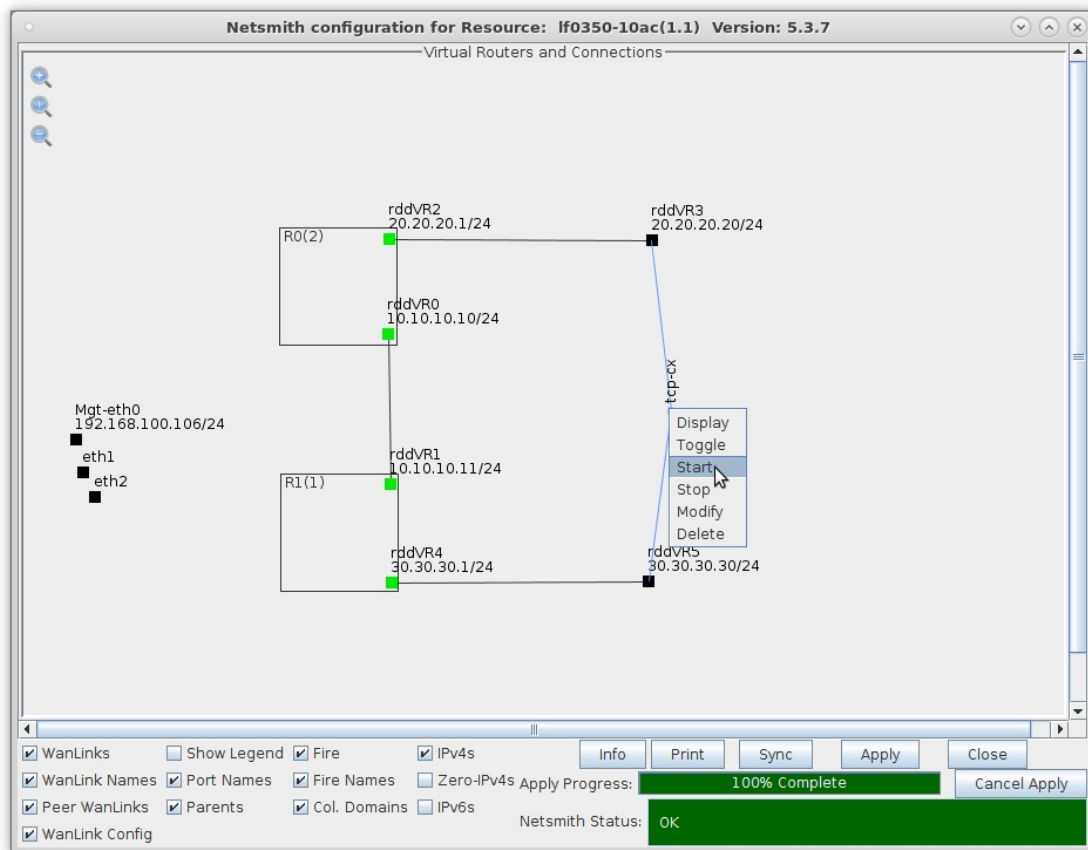 Netsmith configuration for Resource: lf0350-10ac(1.1) Version: 5.3.7
Virtual Routers and Connections
rddVR2
20.20.20.1/24
rddVR3
20.20.20.20/24
R0(2)
rddVR0
10.10.10.10/24
tcp-cx
Mgt-eth0
192.168.100.106/24
eth1
eth2
Display
Toggle
Start
Stop
Modify
Delete
rddVR1
10.10.10.11/24
R1(1)
rddVR4
30.30.30.1/24
rddVR5
30.30.30.30/24
WanLinks Show Legend Fire IPv4s Info Print Sync Apply Close
WanLink Names Port Names Fire Names Zero-IPv4s Apply Progress: 100% Complete Cancel Apply
Peer WanLinks Parents Col. Domains IPv6s
Netsmith Status: OK
WanLink Config